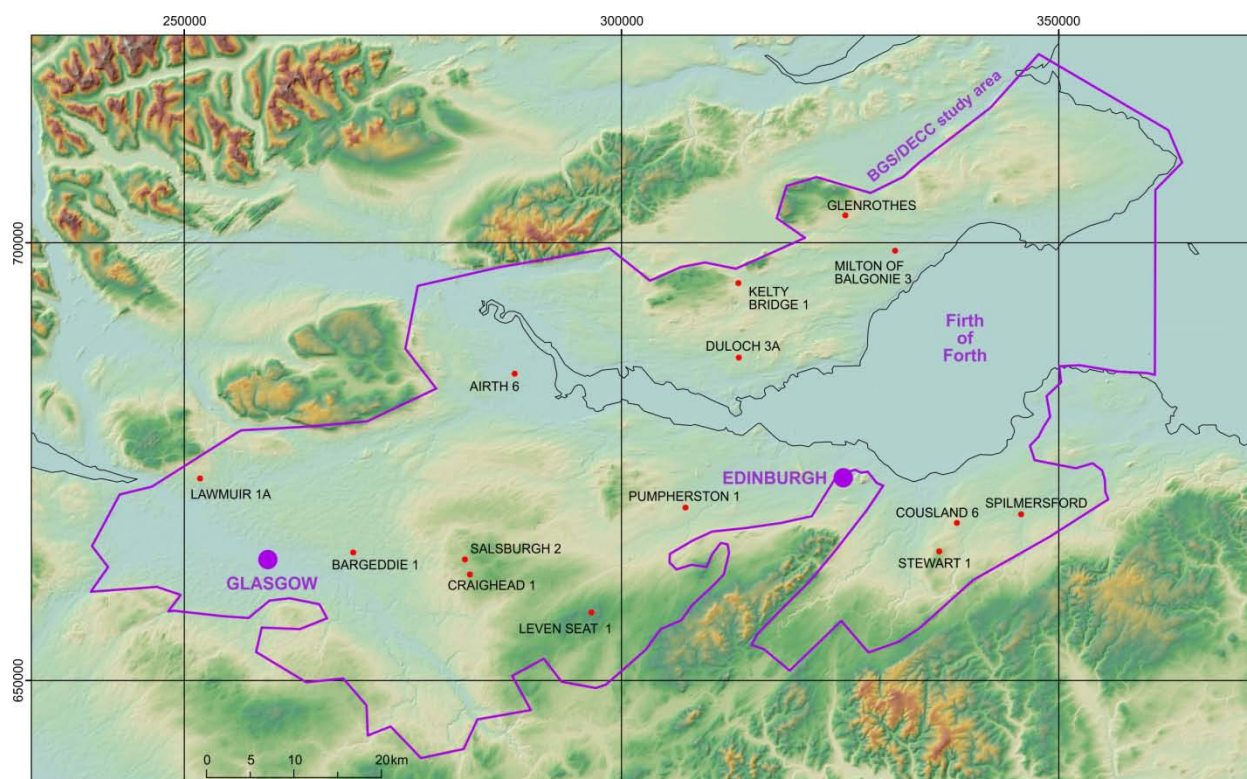 250000
300000
350000
BGS/DECC study area
GLENROTHES
700000
MILTON OF
BALGONIE 3
KELTY
BRIDGE 1
Firth
of
Forth
DULOCH 3A
AIRTH 6
EDINBURGH
LAWMUIR 1A
PUMPHERSTON 1
SPILMERSFORD
COUSLAND 6
SALSBURGH 2
STEWART 1
BARGEDDIE 1
GLASGOW
CRAIGHEAD 1
LEVEN SEAT 1
650000
0 5 10 20km